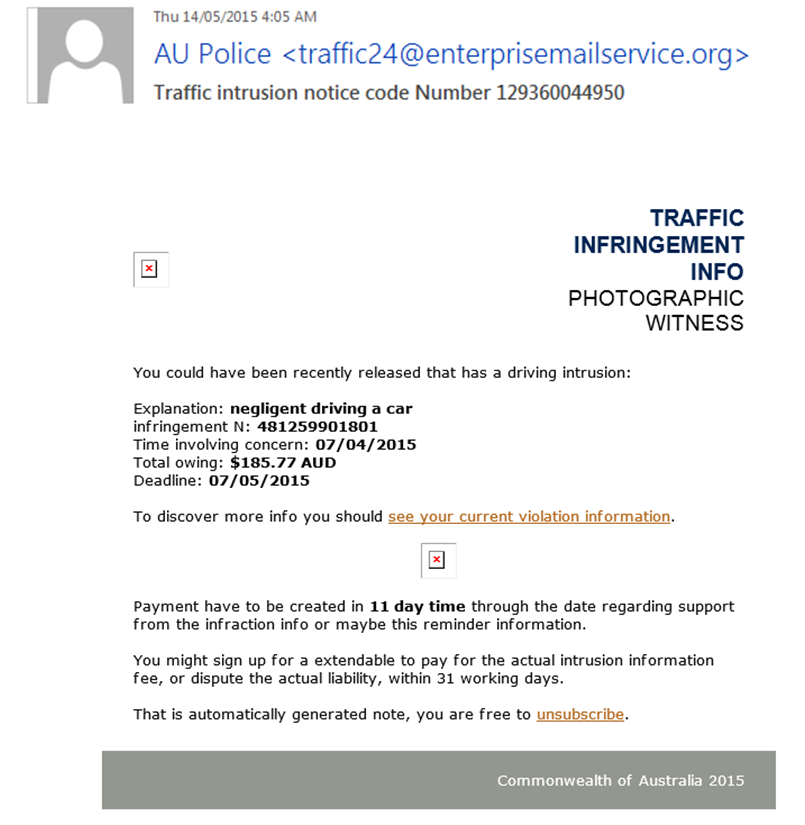 Thu 14/05/2015 4:05 AM
AU Police <traffic24@enterprisemailservice.org>
Traffic intrusion notice code Number 129360044950
TRAFFIC
INFRINGEMENT
INFO
PHOTOGRAPHIC
WITNESS
You could have been recently released that has a driving intrusion:
Explanation: negligent driving a car
infringement N: 481259901801
Time involving concern: 07/04/2015
Total owing: $185.77 AUD
Deadline: 07/05/2015
To discover more info you should see your current violation information.
Payment have to be created in 11 day time through the date regarding support
from the infraction info or maybe this reminder information.
You might sign up for a extendable to pay for the actual intrusion information
fee, or dispute the actual liability, within 31 working days.
That is automatically generated note, you are free to unsubscribe.
Commonwealth of Australia 2015